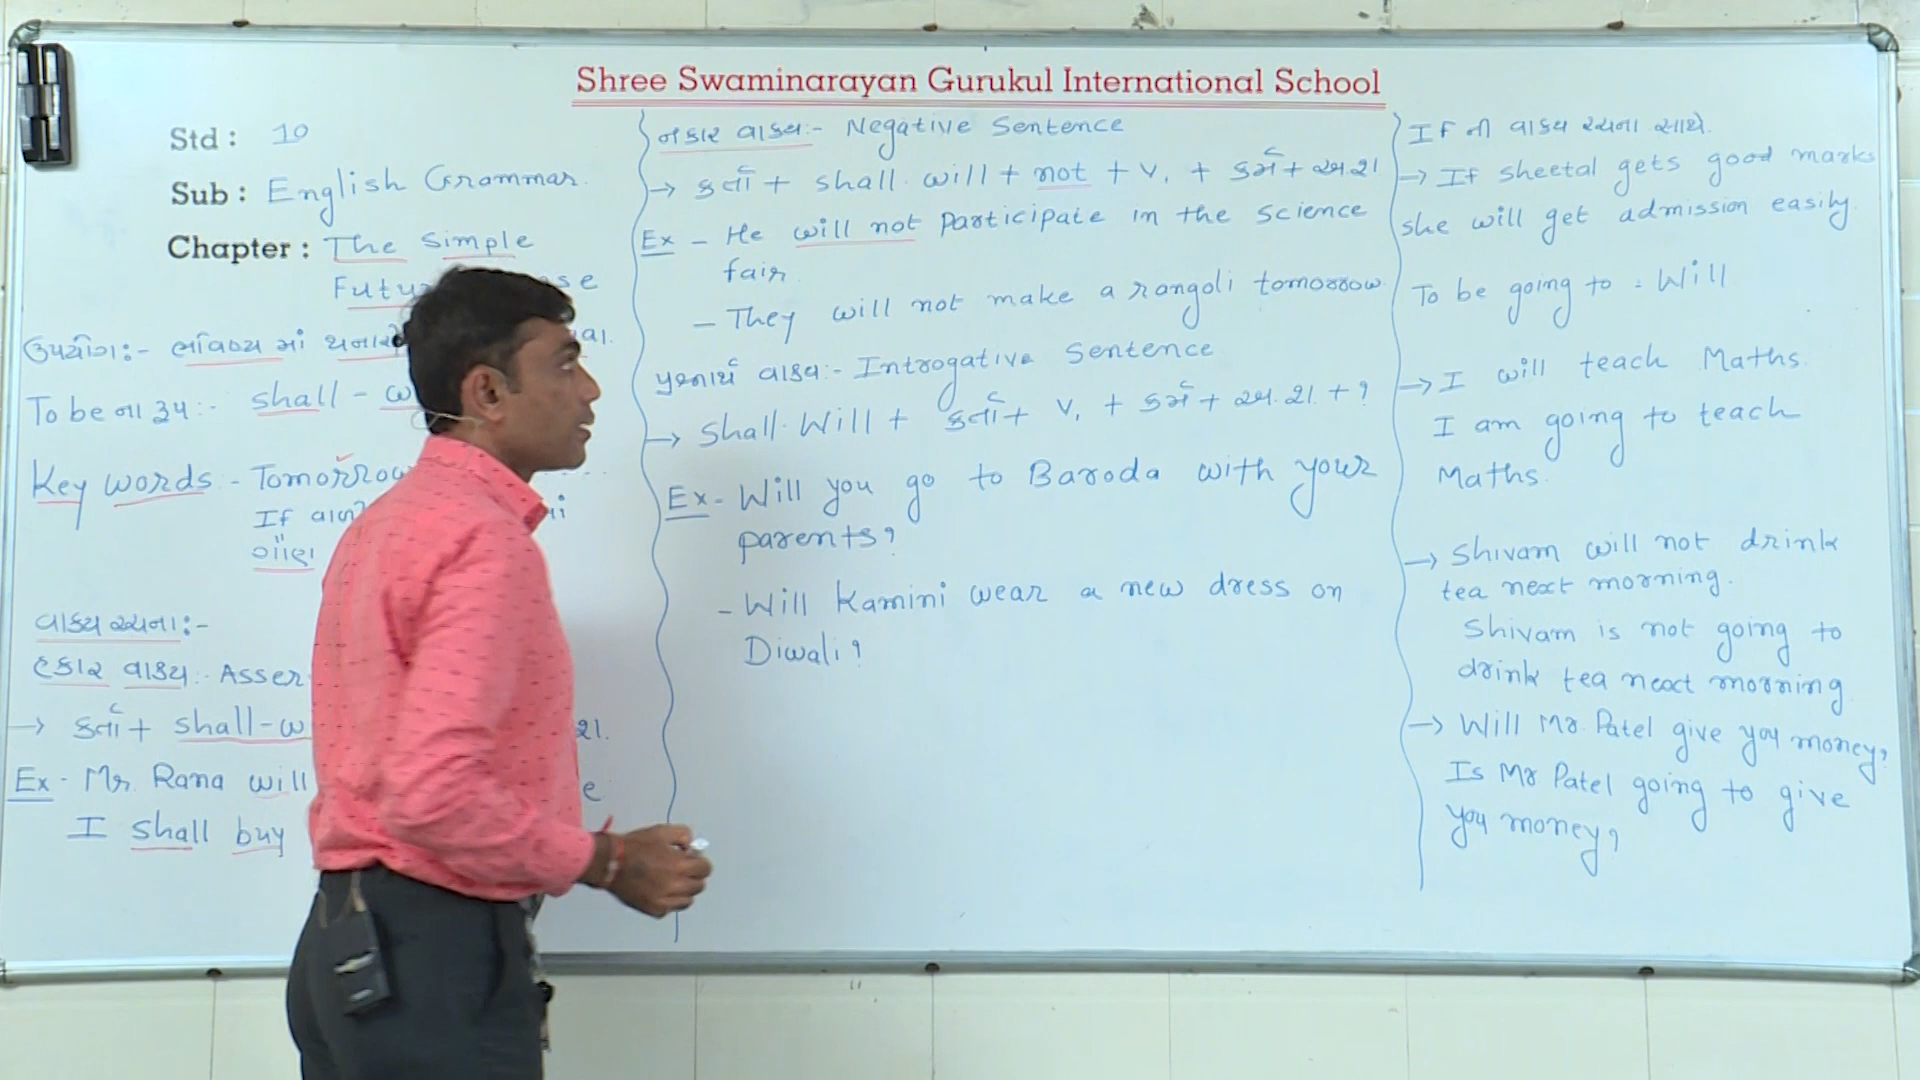 Shree Swaminarayan Gurukul International School
Std : 10
Sub : English Grammar.
Chapter : The Simple
Futu se
ઉપયોગ:- ભવિષ્ય માં થનારી વા.
To be ના રૂપ:- shall - w
Key words - Tomorrow
If વાળ
ગૌણ
વાક્ય રચના:-
હકાર વાક્ય:- Asser
→ કર્તા + shall-w શ.
Ex - Mr. Rana will e
I shall buy
નકાર વાક્ય:- Negative Sentence
→ કર્તા + shall. will + not + V₁ + કર્મ + અ.શ
Ex - He will not participate in the science
fair.
- They will not make a rangoli tomorrow.
પ્રશ્નાર્થ વાક્ય:- Introgative Sentence
→ Shall. Will + કર્તા + V₁ + કર્મ + અ.શ. + ?
Ex - Will you go to Baroda with your
parents?
- Will Kamini wear a new dress on
Diwali?
If ની વાક્ય રચના સાથે.
→ If sheetal gets good marks
she will get admission easily.
To be going to = Will
→ I will teach Maths.
I am going to teach
Maths.
→ Shivam will not drink
tea next morning.
Shivam is not going to
drink tea next morning
→ Will Mr. Patel give you money?
Is Mr Patel going to give
you money?